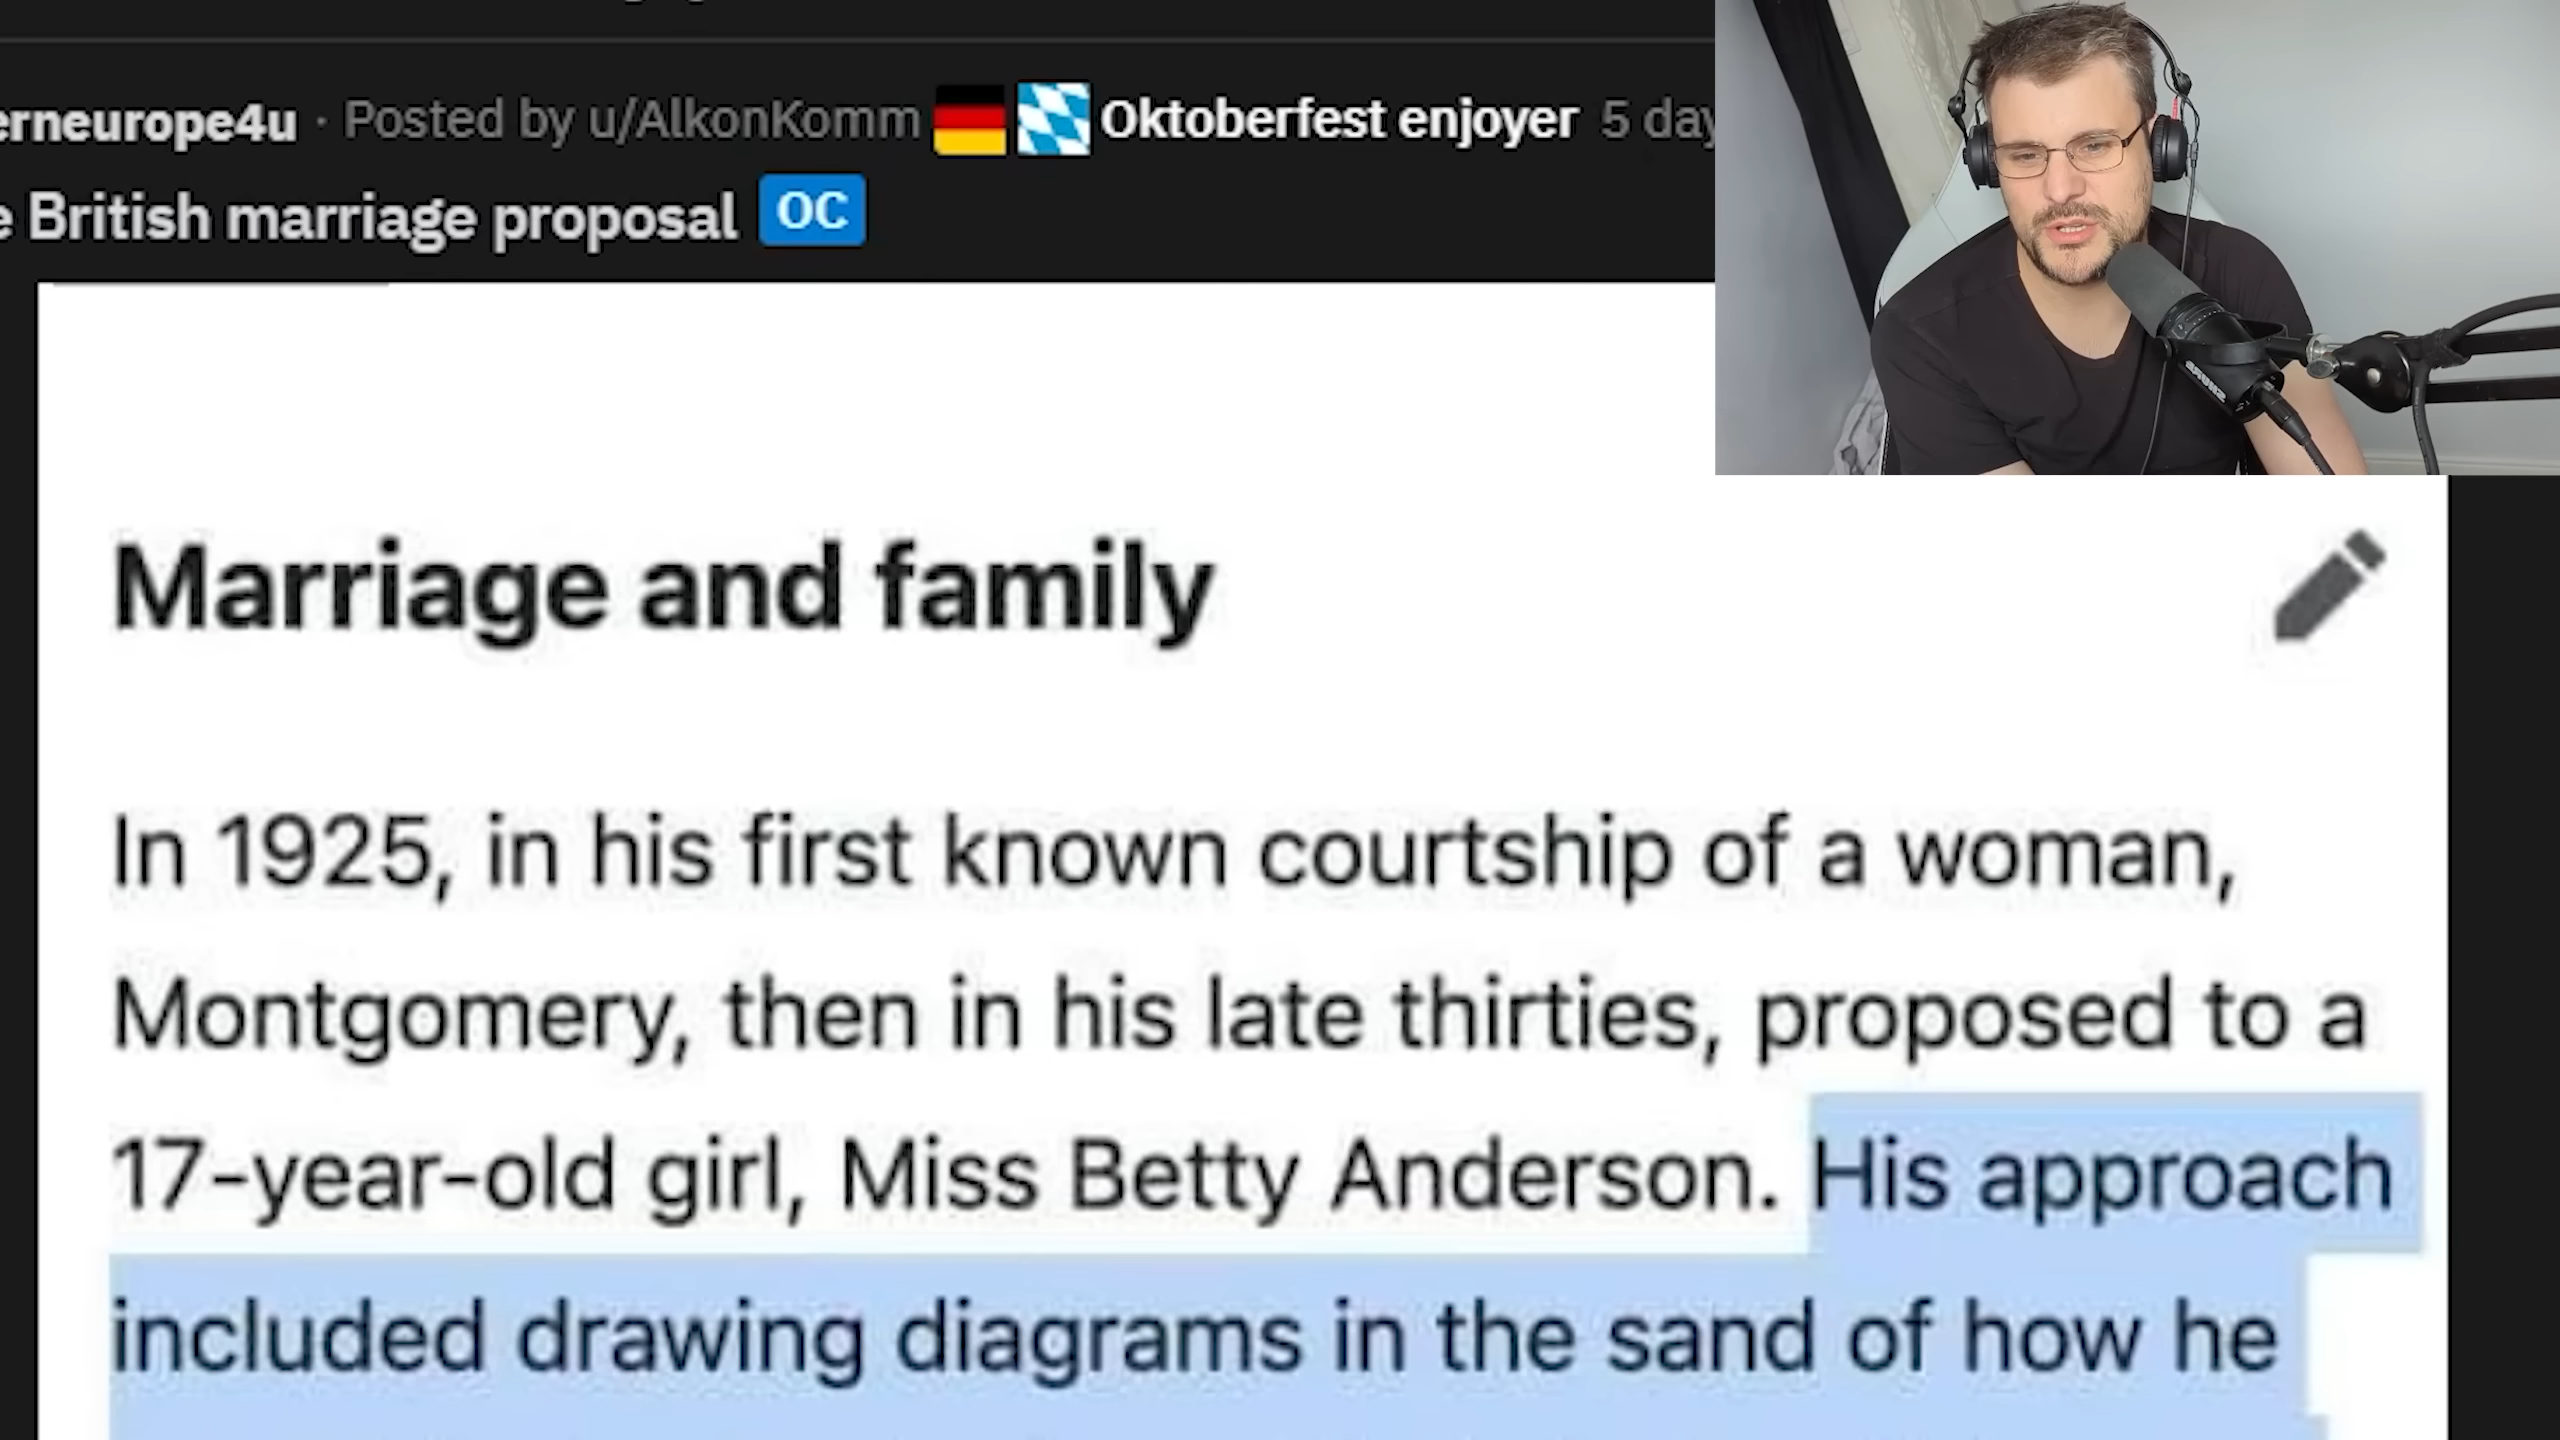 erneurope4u · Posted by u/AlkonKomm Oktoberfest enjoyer 5 day
e British marriage proposal OC
Marriage and family
In 1925, in his first known courtship of a woman,
Montgomery, then in his late thirties, proposed to a
17-year-old girl, Miss Betty Anderson. His approach
included drawing diagrams in the sand of how he